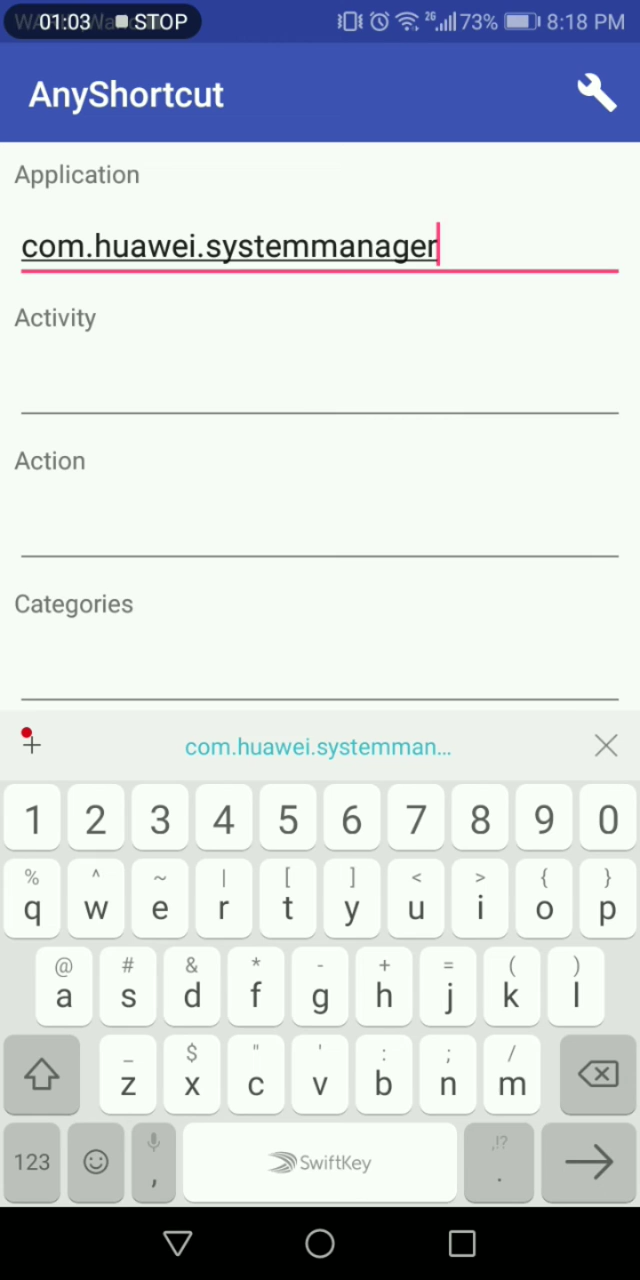 01:03 STOP 2G 73% 8:18 PM
AnyShortcut
Application
com.huawei.systemmanager
Activity
Action
Categories
+ com.huawei.systemman...
1 2 3 4 5 6 7 8 9 0
% ^ ~ | [ ] < > { }
q w e r t y u i o p
@ # & * - + = ( )
a s d f g h j k l
_ $ " ' : ; /
z x c v b n m
,!?
123 , SwiftKey .